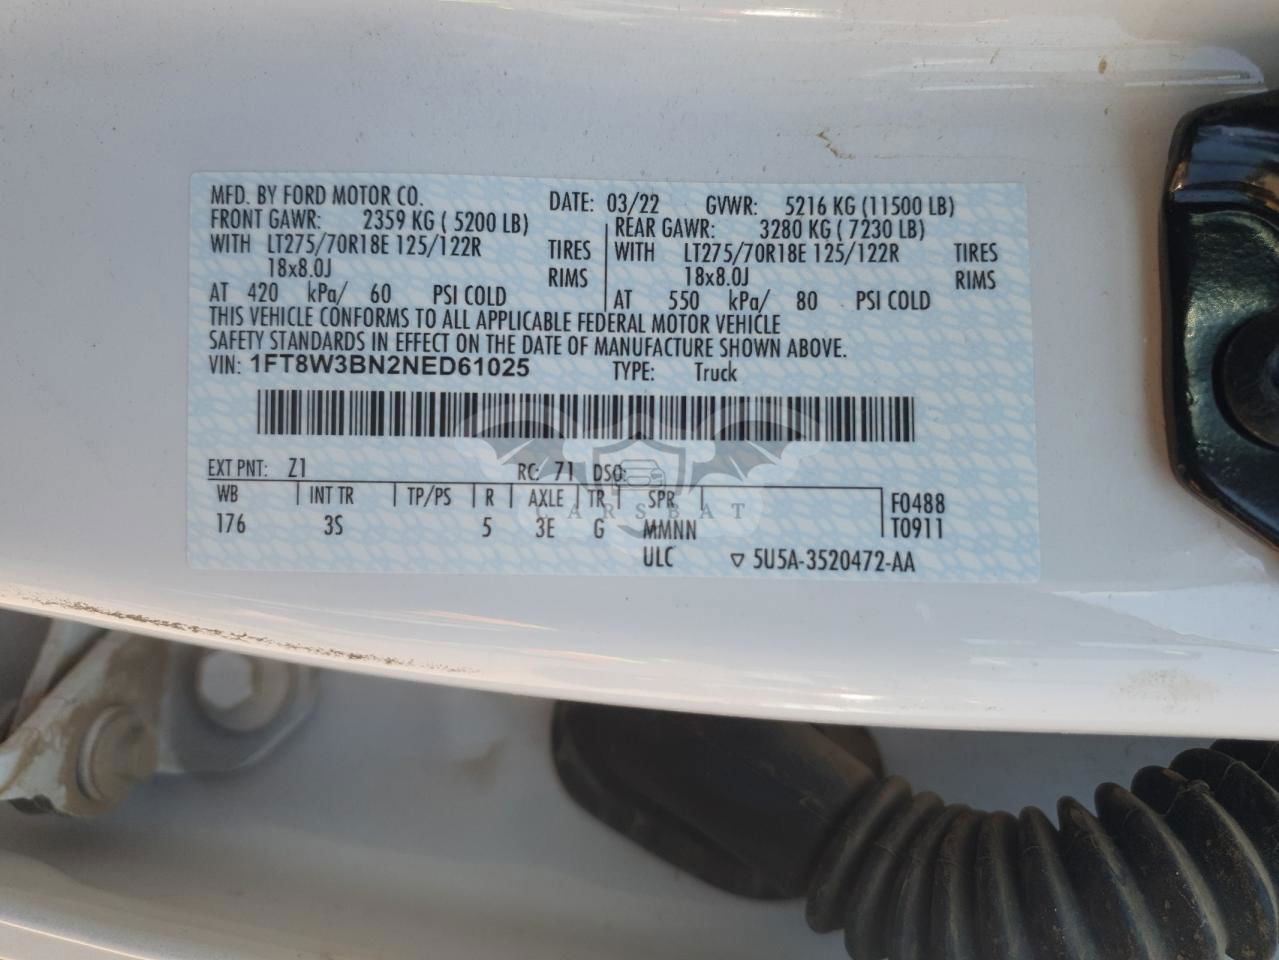 MFD. BY FORD MOTOR CO. DATE: 03/22 GVWR: 5216 KG (11500 LB)
FRONT GAWR: 2359 KG ( 5200 LB) REAR GAWR: 3280 KG ( 7230 LB)
WITH LT275/70R18E 125/122R TIRES WITH LT275/70R18E 125/122R TIRES
18x8.0J RIMS 18x8.0J RIMS
AT 420 kPa/ 60 PSI COLD AT 550 kPa/ 80 PSI COLD
THIS VEHICLE CONFORMS TO ALL APPLICABLE FEDERAL MOTOR VEHICLE
SAFETY STANDARDS IN EFFECT ON THE DATE OF MANUFACTURE SHOWN ABOVE.
VIN: 1FT8W3BN2NED61025 TYPE: Truck
EXT PNT: Z1 RC: 71 DSO:
WB INT TR TP/PS R AXLE TR SPR F0488
CARSBAT
176 3S 5 3E G MMNN T0911
ULC ▽ 5U5A-3520472-AA